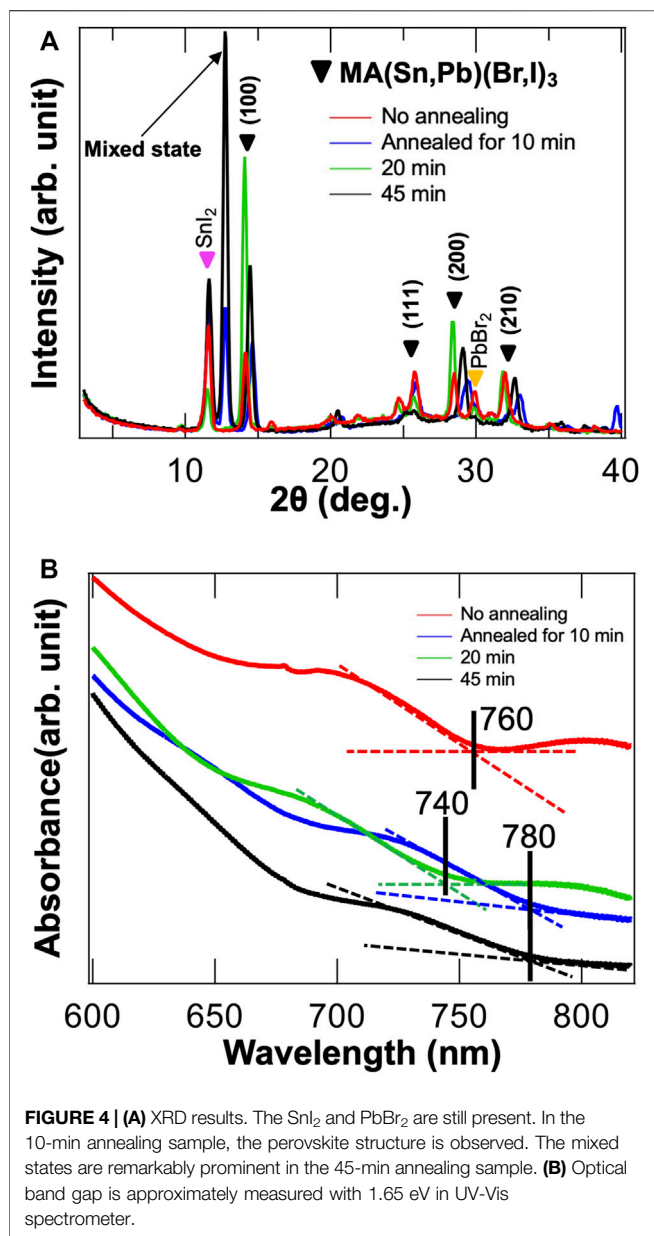 A
MA(Sn,Pb)(Br,I)₃
No annealing
Annealed for 10 min
20 min
45 min
Mixed state
SnI₂
(100)
(111)
(200)
PbBr₂
(210)
Intensity (arb. unit)
10 20 30 40
2θ (deg.)
B
No annealing
Annealed for 10 min
20 min
45 min
760
740
780
Absorbance(arb. unit)
600 650 700 750 800
Wavelength (nm)
FIGURE 4 | (A) XRD results. The SnI₂ and PbBr₂ are still present. In the
10-min annealing sample, the perovskite structure is observed. The mixed
states are remarkably prominent in the 45-min annealing sample. (B) Optical
band gap is approximately measured with 1.65 eV in UV-Vis
spectrometer.